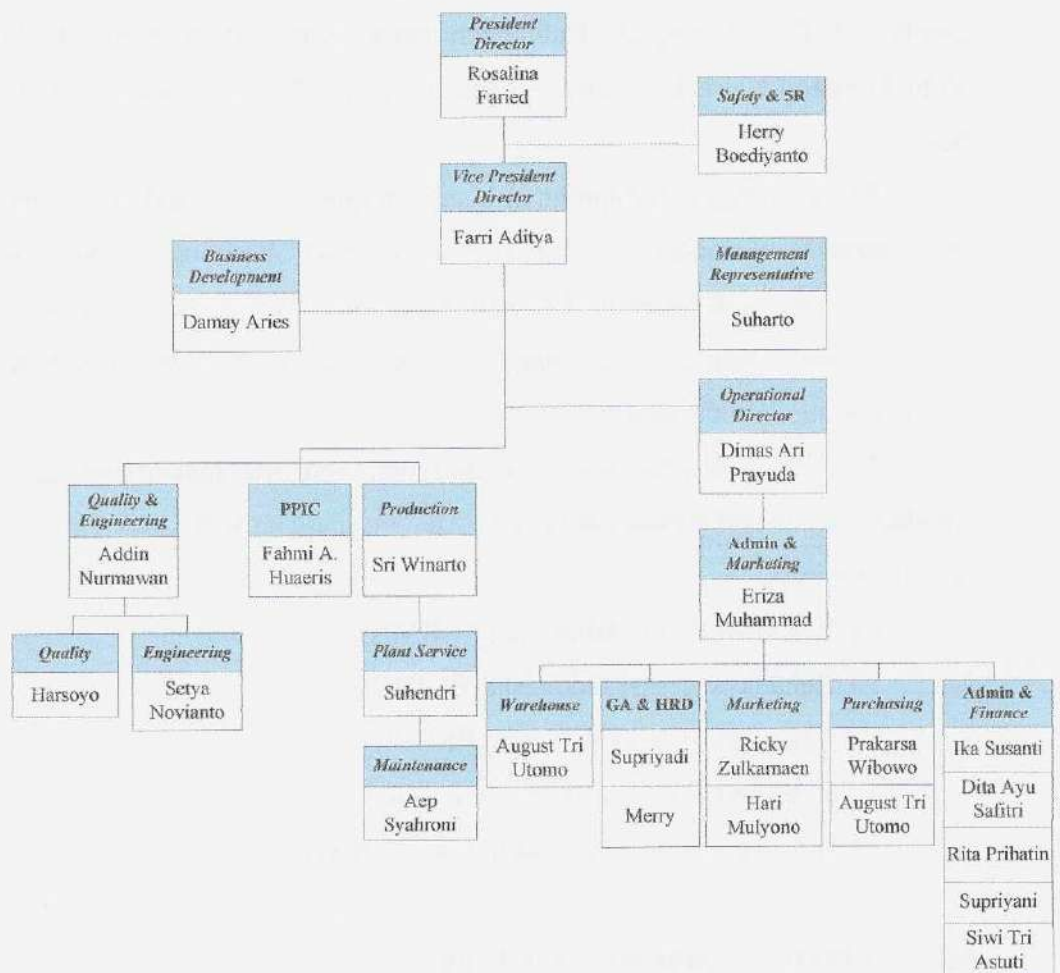 President
Director
Rosalina
Faried
Safety & 5R
Herry
Boediyanto
Vice President
Director
Farri Aditya
Business
Development
Damay Aries
Management
Representative
Suharto
Operational
Director
Dimas Ari
Prayuda
Quality &
Engineering
Addin
Nurmawan
PPIC
Fahmi A.
Huaeris
Production
Sri Winarto
Admin &
Marketing
Eriza
Muhammad
Quality
Harsoyo
Engineering
Setya
Novianto
Plant Service
Suhendri
Maintenance
Aep
Syahroni
Warehouse
August Tri
Utomo
GA & HRD
Supriyadi
Merry
Marketing
Ricky
Zulkarnaen
Hari
Mulyono
Purchasing
Prakarsa
Wibowo
August Tri
Utomo
Admin &
Finance
Ika Susanti
Dita Ayu
Safitri
Rita Prihatin
Supriyani
Siwi Tri
Astuti